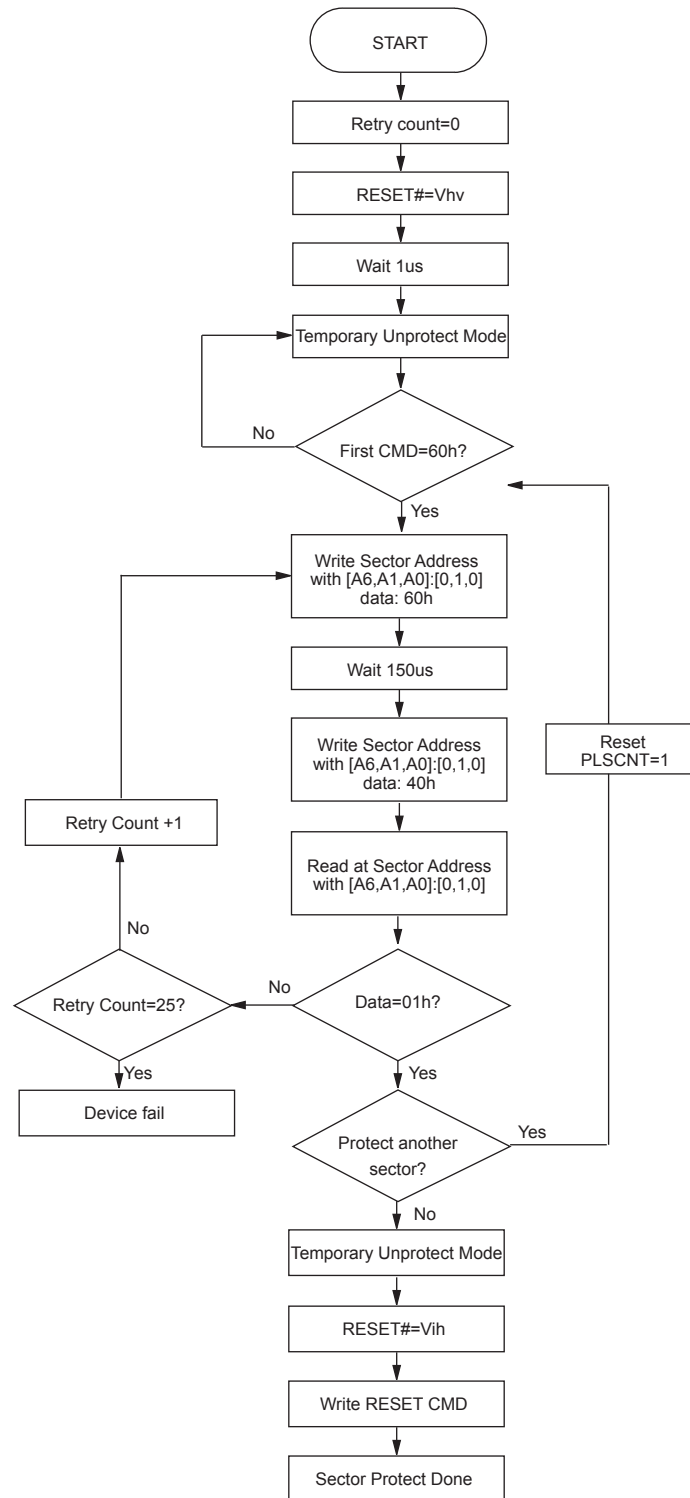 START
Retry count=0
RESET#=Vhv
Wait 1us
Temporary Unprotect Mode
No
First CMD=60h?
Yes
Write Sector Address
with [A6,A1,A0]:[0,1,0]
data: 60h
Wait 150us
Write Sector Address
with [A6,A1,A0]:[0,1,0]
data: 40h
Reset
PLSCNT=1
Retry Count +1
Read at Sector Address
with [A6,A1,A0]:[0,1,0]
No
Retry Count=25?
No
Data=01h?
Yes
Device fail
Yes
Protect another
sector?
Yes
No
Temporary Unprotect Mode
RESET#=Vih
Write RESET CMD
Sector Protect Done